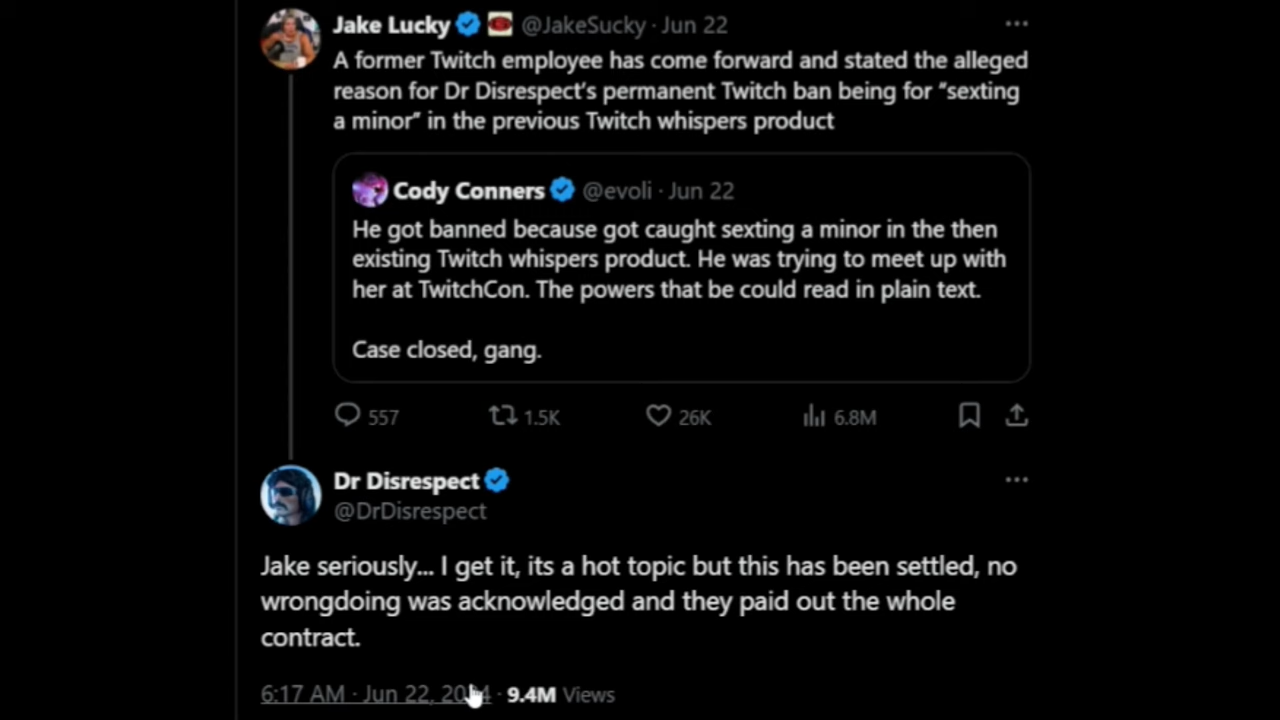 Jake Lucky @JakeSucky · Jun 22
A former Twitch employee has come forward and stated the alleged
reason for Dr Disrespect's permanent Twitch ban being for "sexting
a minor" in the previous Twitch whispers product
Cody Conners @evoli · Jun 22
He got banned because got caught sexting a minor in the then
existing Twitch whispers product. He was trying to meet up with
her at TwitchCon. The powers that be could read in plain text.
Case closed, gang.
557 1.5K 26K 6.8M
Dr Disrespect
@DrDisrespect
Jake seriously... I get it, its a hot topic but this has been settled, no
wrongdoing was acknowledged and they paid out the whole
contract.
6:17 AM · Jun 22, 2024 · 9.4M Views